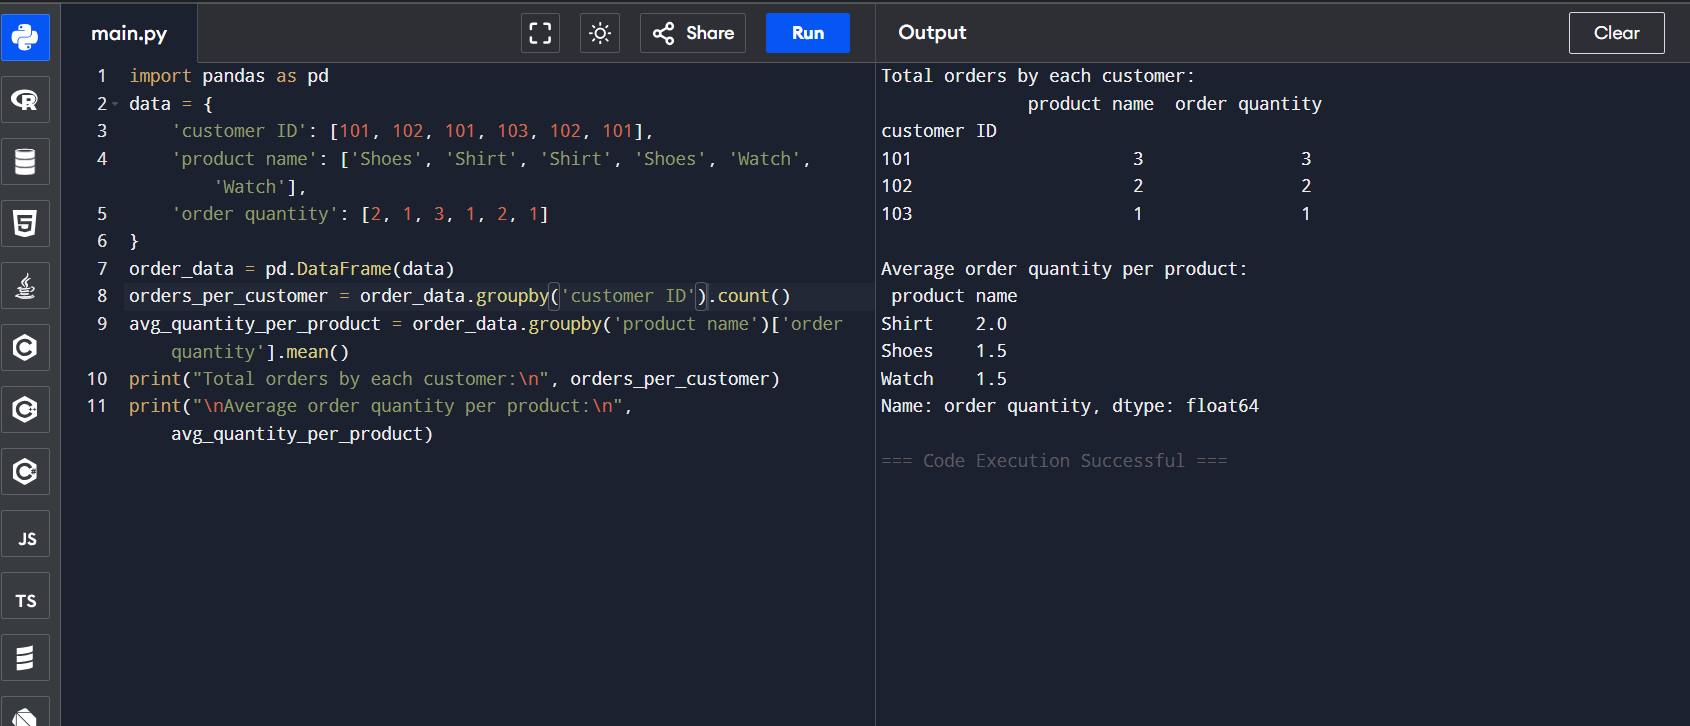 main.py
Share
Run
Output
Clear
1 import pandas as pd
2 data = {
3     'customer ID': [101, 102, 101, 103, 102, 101],
4     'product name': ['Shoes', 'Shirt', 'Shirt', 'Shoes', 'Watch',
        'Watch'],
5     'order quantity': [2, 1, 3, 1, 2, 1]
6 }
7 order_data = pd.DataFrame(data)
8 orders_per_customer = order_data.groupby('customer ID').count()
9 avg_quantity_per_product = order_data.groupby('product name')['order
    quantity'].mean()
10 print("Total orders by each customer:\n", orders_per_customer)
11 print("\nAverage order quantity per product:\n",
    avg_quantity_per_product)
Total orders by each customer:
              product name  order quantity
customer ID
101                     3               3
102                     2               2
103                     1               1
Average order quantity per product:
 product name
Shirt    2.0
Shoes    1.5
Watch    1.5
Name: order quantity, dtype: float64
=== Code Execution Successful ===
R
5
C
C++
C#
JS
TS